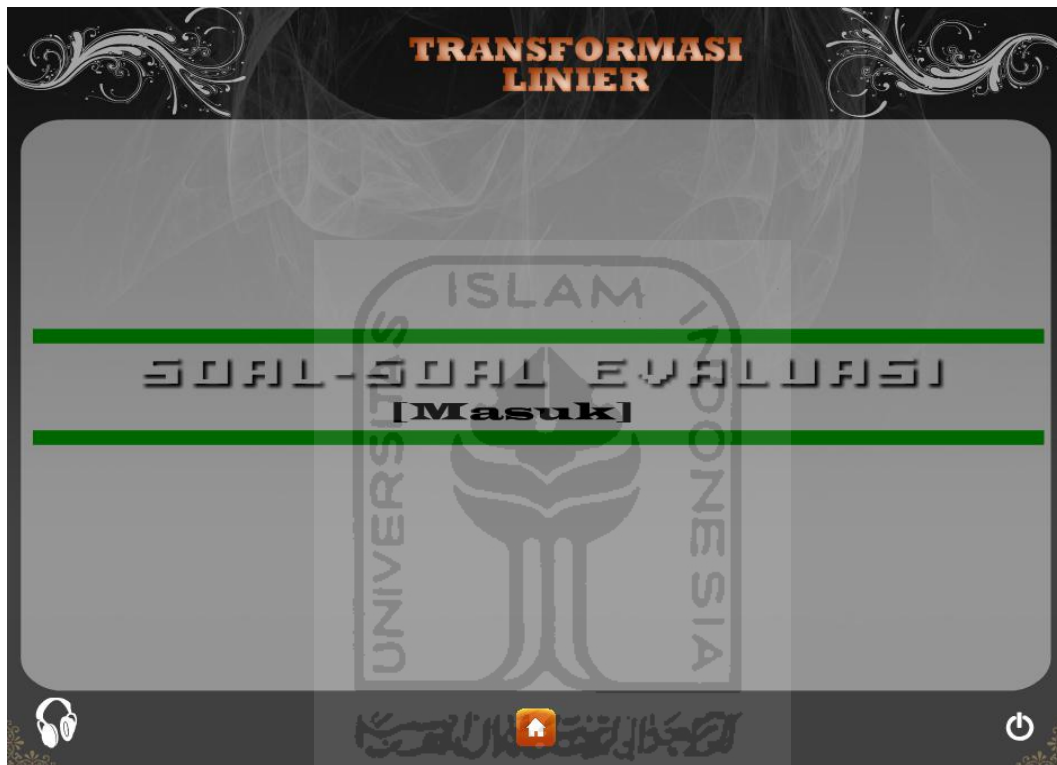 TRANSFORMASI
LINIER
ISLAM
UNIVERSITAS
INDONESIA
SOAL-SOAL EVALUASI
[Masuk]